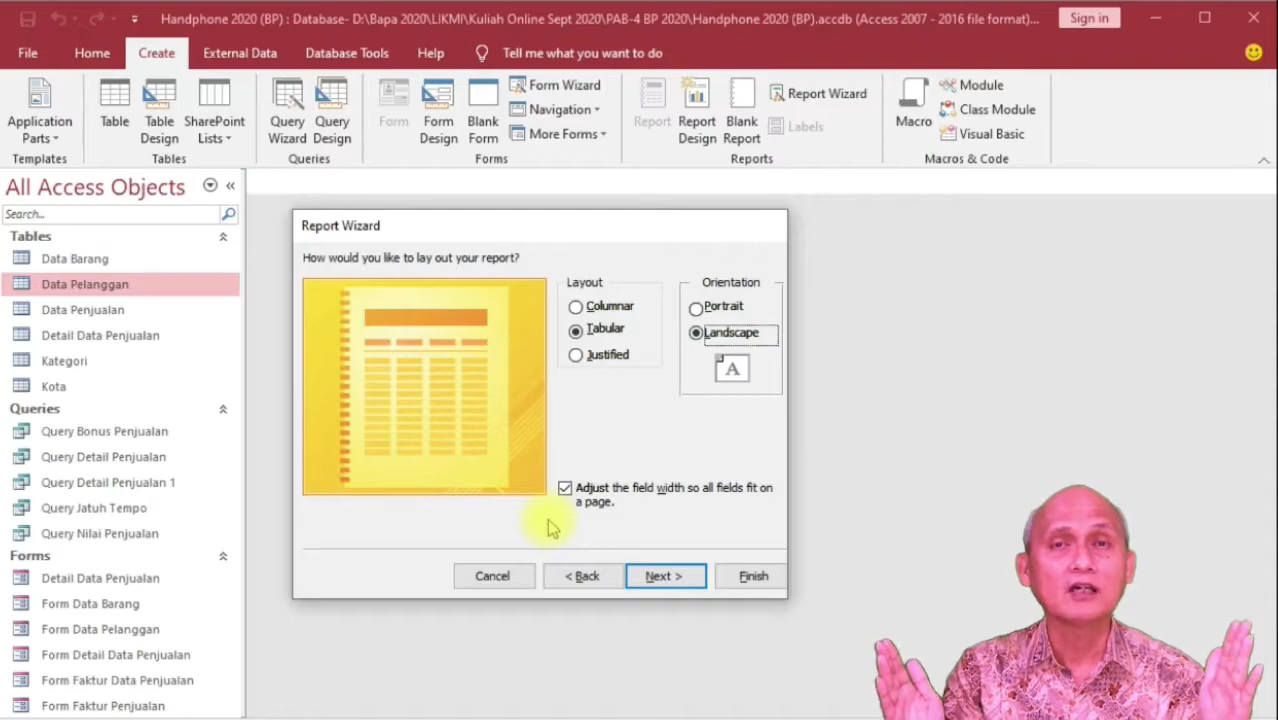 Handphone 2020 (BP) : Database- D:\Bapa 2020\LIKMI\Kuliah Online Sept 2020\PAB-4 BP 2020\Handphone 2020 (BP).accdb (Access 2007 - 2016 file format)...
Sign in
File
Home
Create
External Data
Database Tools
Help
Tell me what you want to do
Application Parts
Templates
Table
Table Design
SharePoint Lists
Tables
Query Wizard
Query Design
Queries
Form
Form Design
Blank Form
Form Wizard
Navigation
More Forms
Forms
Report
Report Design
Blank Report
Report Wizard
Labels
Reports
Macro
Module
Class Module
Visual Basic
Macros & Code
All Access Objects
Search...
Tables
Data Barang
Data Pelanggan
Data Penjualan
Detail Data Penjualan
Kategori
Kota
Queries
Query Bonus Penjualan
Query Detail Penjualan
Query Detail Penjualan 1
Query Jatuh Tempo
Query Nilai Penjualan
Forms
Detail Data Penjualan
Form Data Barang
Form Data Pelanggan
Form Detail Data Penjualan
Form Faktur Data Penjualan
Form Faktur Penjualan
Report Wizard
How would you like to lay out your report?
Layout
Columnar
Tabular
Justified
Orientation
Portrait
Landscape
A
Adjust the field width so all fields fit on
a page.
Cancel
< Back
Next >
Finish